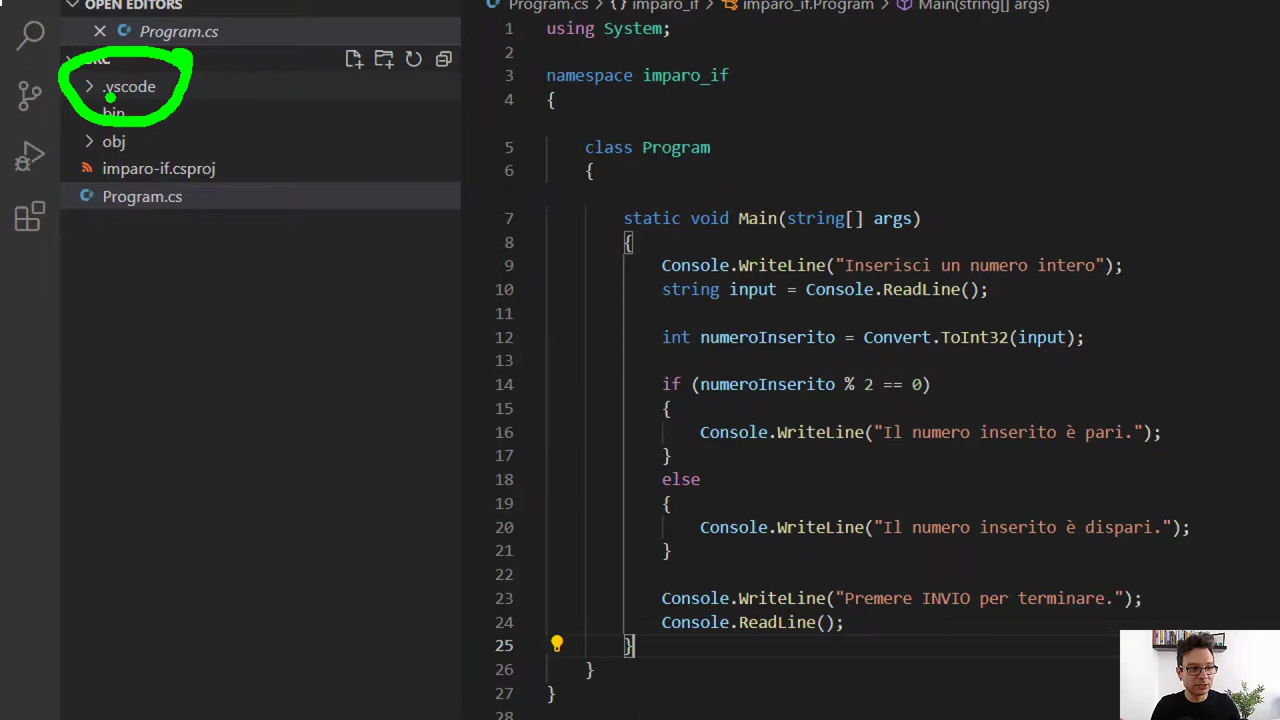 OPEN EDITORS
Program.cs
SRC
.vscode
bin
obj
imparo-if.csproj
Program.cs
Program.cs > {} imparo_if > imparo_if.Program > Main(string[] args)
1 using System;
2
3 namespace imparo_if
4 {
5 class Program
6 {
7 static void Main(string[] args)
8 {
9 Console.WriteLine("Inserisci un numero intero");
10 string input = Console.ReadLine();
11
12 int numeroInserito = Convert.ToInt32(input);
13
14 if (numeroInserito % 2 == 0)
15 {
16 Console.WriteLine("Il numero inserito è pari.");
17 }
18 else
19 {
20 Console.WriteLine("Il numero inserito è dispari.");
21 }
22
23 Console.WriteLine("Premere INVIO per terminare.");
24 Console.ReadLine();
25 }
26 }
27 }
28